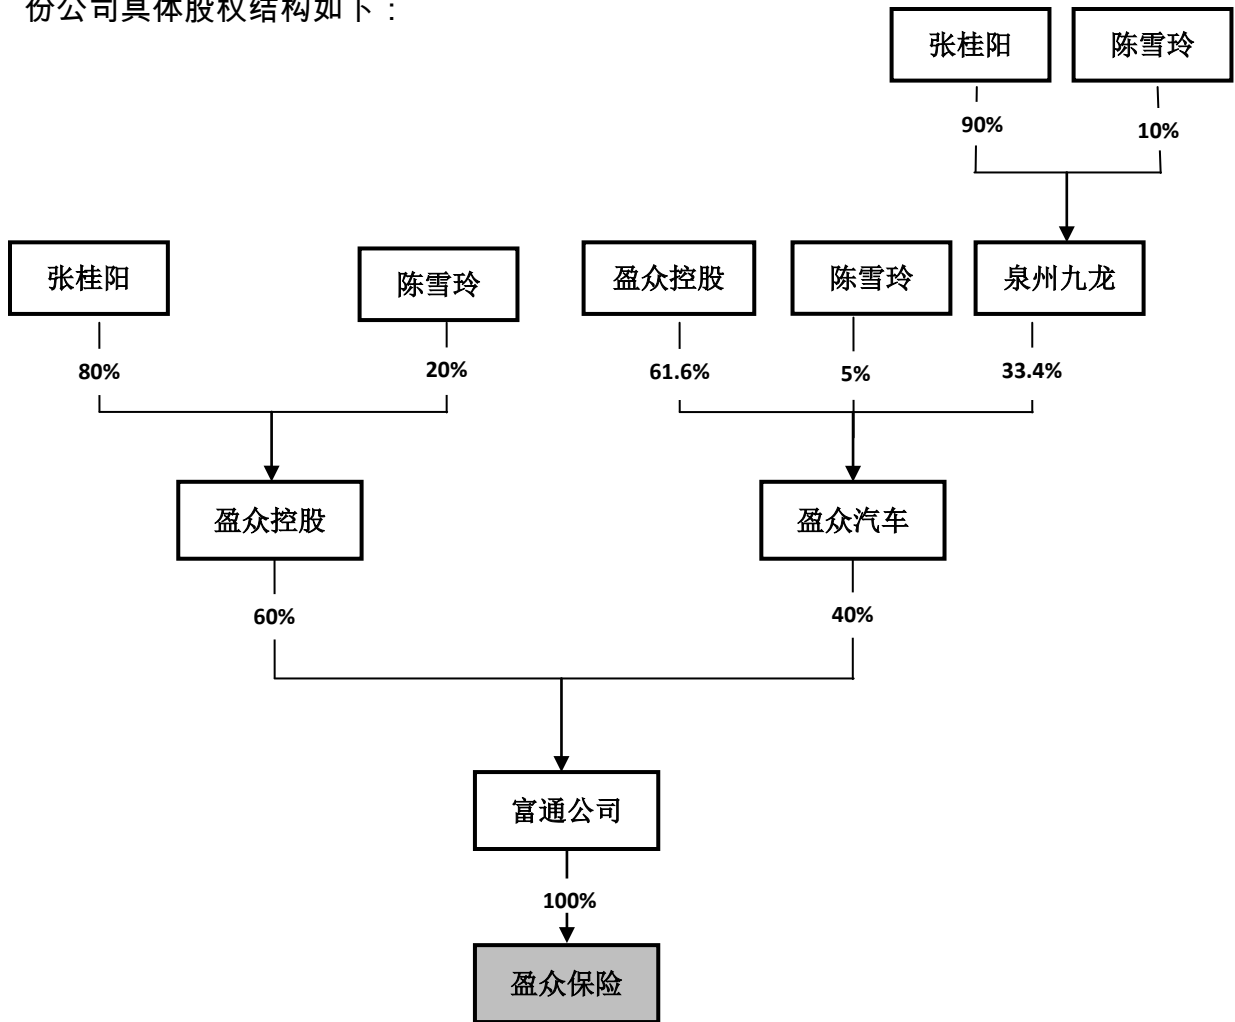 份公司具体股权结构如下：
张桂阳
陈雪玲
90%
10%
张桂阳
陈雪玲
盈众控股
陈雪玲
泉州九龙
80%
20%
61.6%
5%
33.4%
盈众控股
盈众汽车
60%
40%
富通公司
100%
盈众保险